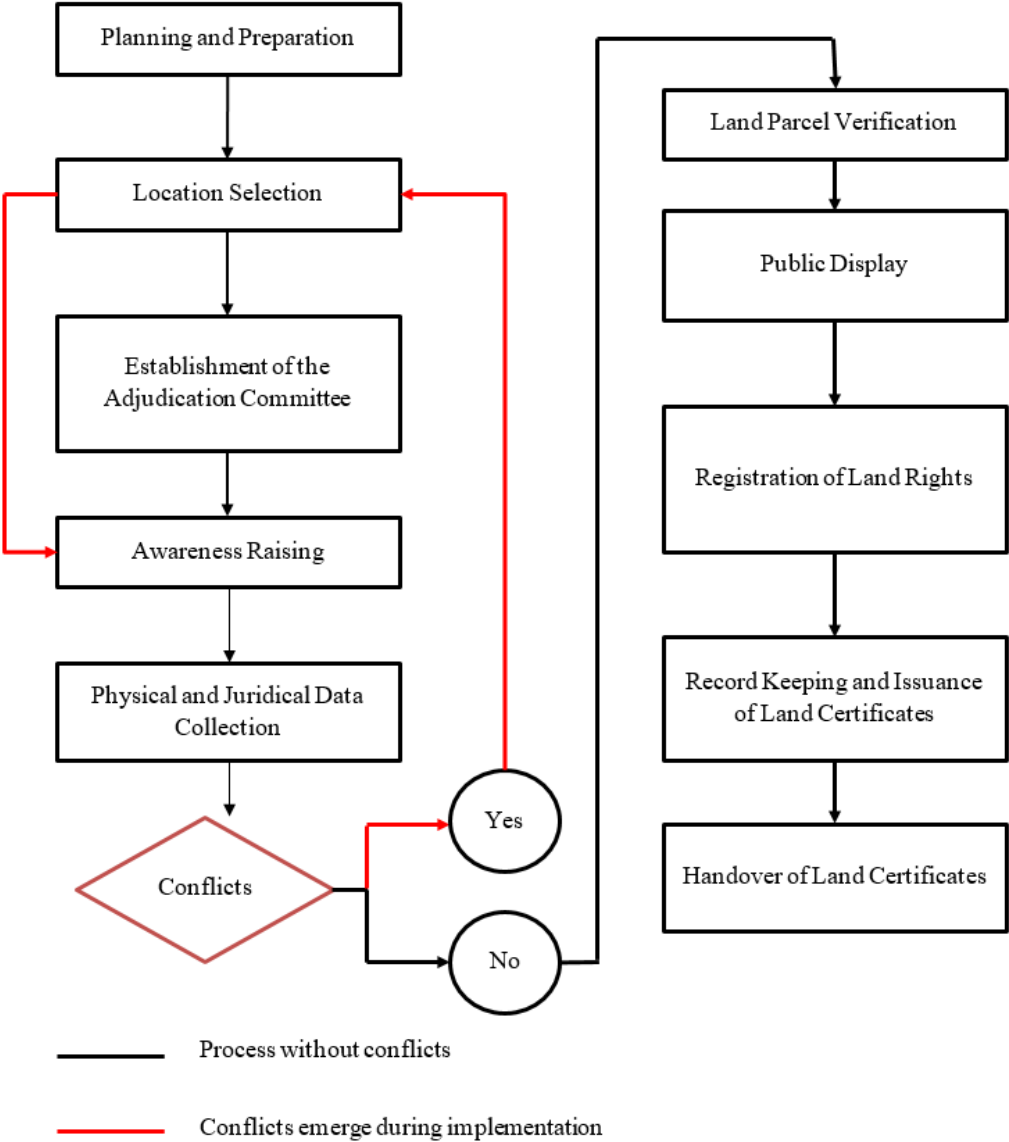 Planning and Preparation
Location Selection
Establishment of the
Adjudication Committee
Awareness Raising
Physical and Juridical Data
Collection
Conflicts
Yes
No
Land Parcel Verification
Public Display
Registration of Land Rights
Record Keeping and Issuance
of Land Certificates
Handover of Land Certificates
Process without conflicts
Conflicts emerge during implementation